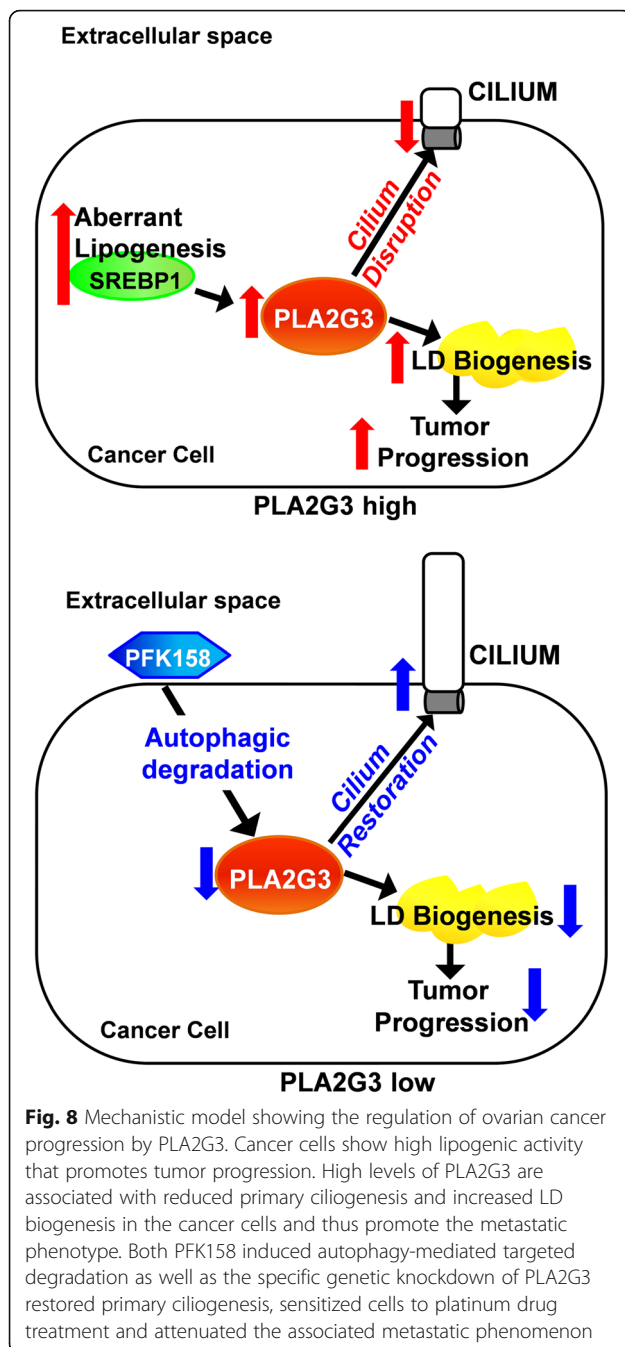 Extracellular space
CILIUM
Aberrant
Lipogenesis
SREBP1
Cilium
Disruption
PLA2G3
LD Biogenesis
Tumor
Progression
Cancer Cell
PLA2G3 high
Extracellular space
PFK158
CILIUM
Autophagic
degradation
Cilium
Restoration
PLA2G3
LD Biogenesis
Tumor
Progression
Cancer Cell
PLA2G3 low
Fig. 8 Mechanistic model showing the regulation of ovarian cancer
progression by PLA2G3. Cancer cells show high lipogenic activity
that promotes tumor progression. High levels of PLA2G3 are
associated with reduced primary ciliogenesis and increased LD
biogenesis in the cancer cells and thus promote the metastatic
phenotype. Both PFK158 induced autophagy-mediated targeted
degradation as well as the specific genetic knockdown of PLA2G3
restored primary ciliogenesis, sensitized cells to platinum drug
treatment and attenuated the associated metastatic phenomenon